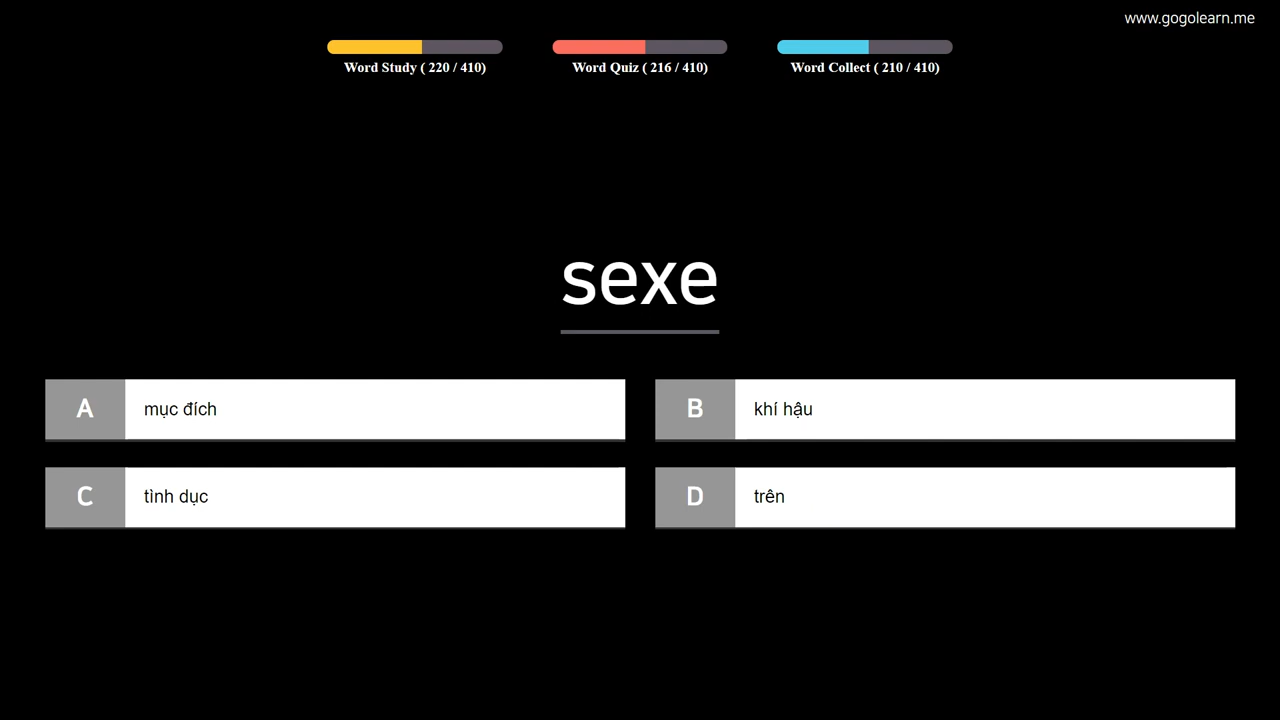 www.gogolearn.me
Word Study ( 220 / 410)
Word Quiz ( 216 / 410)
Word Collect ( 210 / 410)
sexe
A mục đích
B khí hậu
C tình dục
D trên